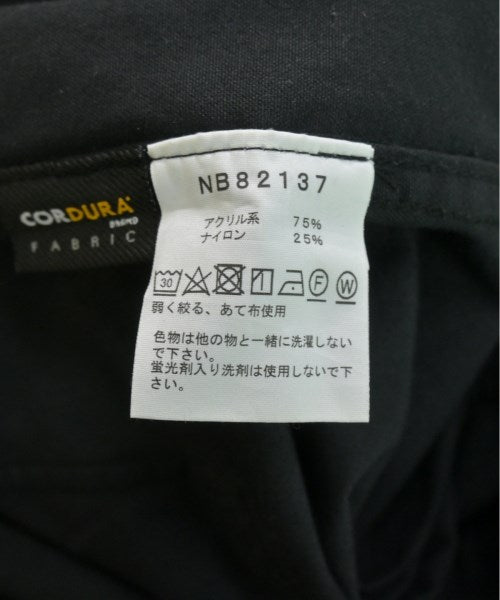 NB82137
CORDURA®
BRAND
FABRIC
アクリル系 75%
ナイロン 25%
30
F W
弱く絞る、あて布使用
色物は他の物と一緒に洗濯しない
で下さい。
蛍光剤入り洗剤は使用しないで下
さい。